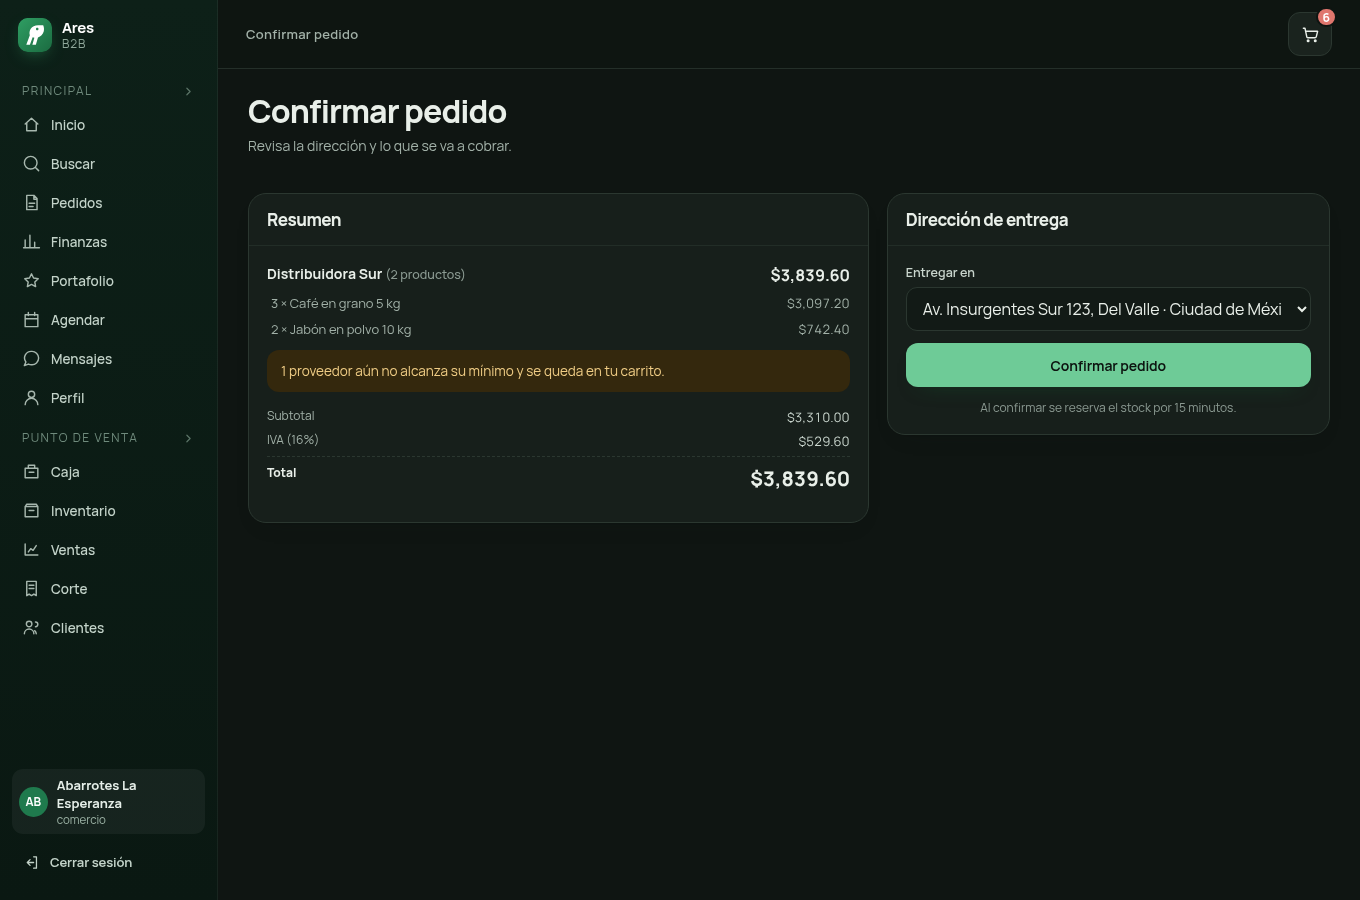 Ares
B2B
PRINCIPAL
Inicio
Buscar
Pedidos
Finanzas
Portafolio
Agendar
Mensajes
Perfil
PUNTO DE VENTA
Caja
Inventario
Ventas
Corte
Clientes
AB
Abarrotes La
Esperanza
comercio
Cerrar sesión
Confirmar pedido
6
Confirmar pedido
Revisa la dirección y lo que se va a cobrar.
Resumen
Distribuidora Sur (2 productos) $3,839.60
3 × Café en grano 5 kg $3,097.20
2 × Jabón en polvo 10 kg $742.40
1 proveedor aún no alcanza su mínimo y se queda en tu carrito.
Subtotal $3,310.00
IVA (16%) $529.60
Total $3,839.60
Dirección de entrega
Entregar en
Av. Insurgentes Sur 123, Del Valle · Ciudad de Méxi
Confirmar pedido
Al confirmar se reserva el stock por 15 minutos.